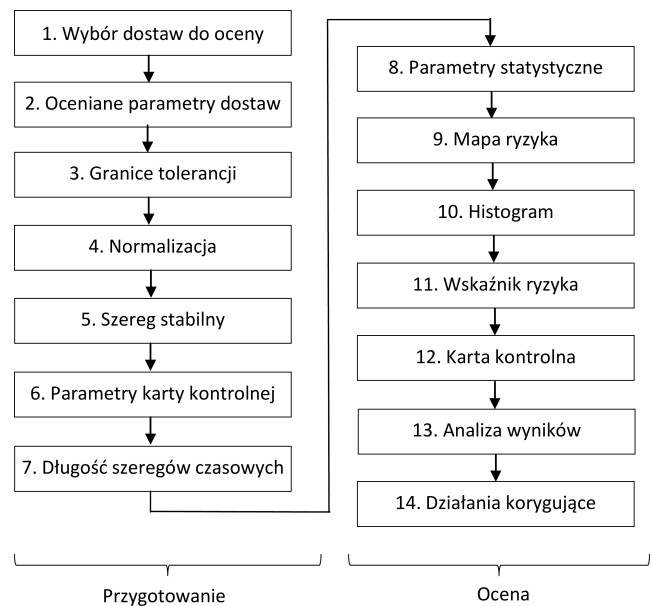 1. Wybór dostaw do oceny
2. Oceniane parametry dostaw
3. Granice tolerancji
4. Normalizacja
5. Szereg stabilny
6. Parametry karty kontrolnej
7. Długość szeregów czasowych
Przygotowanie
8. Parametry statystyczne
9. Mapa ryzyka
10. Histogram
11. Wskaźnik ryzyka
12. Karta kontrolna
13. Analiza wyników
14. Działania korygujące
Ocena